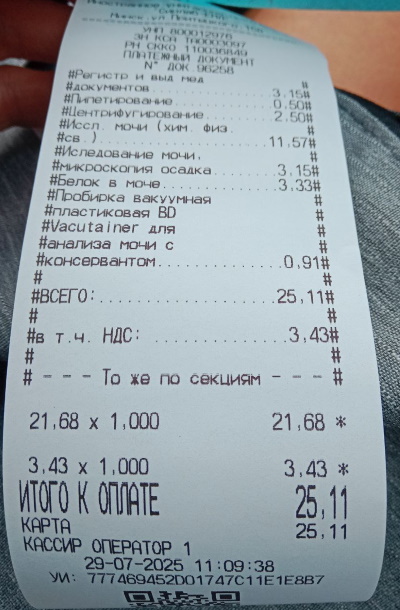 УНП 800012976
ЗН КСА
РН СККО 110036849
ПЛАТЕЖНЫЙ ДОКУМЕНТ
N° ДОК 96258
#Регистр и выд мед #
#документов............3,15#
#Пипетирование.........0,50#
#Центрифугирование.....2,50#
#Иссл. мочи (хим. физ. #
#св.)................11,57#
#Иследование мочи, #
#микроскопия осадка....3,15#
#Белок в моче..........3,33#
#Пробирка вакуумная #
#пластиковая BD #
#Vacutainer для #
#анализа мочи с #
#консервантом..........0,91#
# #
#ВСЕГО:...............25,11#
# #
#в т.ч. НДС: ..........3,43#
# #
# - - - То же по секциям - - - #
21,68 x 1,000 21,68 *
3,43 x 1,000 3,43 *
ИТОГО К ОПЛАТЕ 25,11
КАРТА 25,11
КАССИР ОПЕРАТОР 1
29-07-2025 11:09:38
УИ: 777469452D01747C11E1E8B7